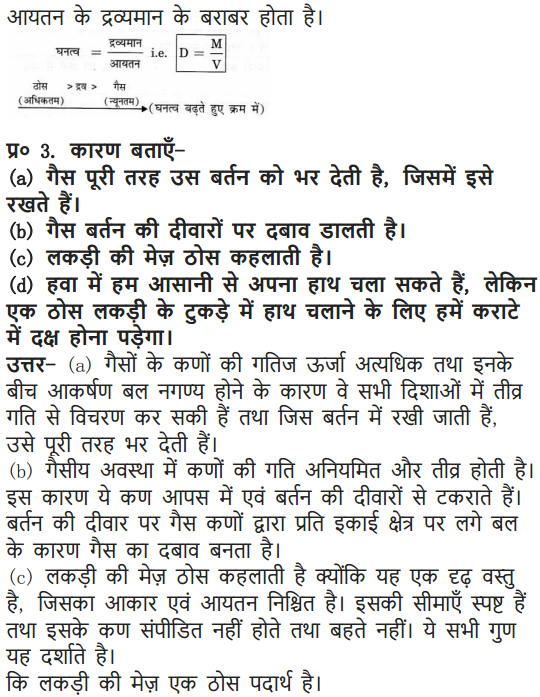 आयतन के द्रव्यमान के बराबर होता है।
घनत्व = द्रव्यमान / आयतन i.e. D = M / V
ठोस > द्रव > गैस
(अधिकतम) (न्यूनतम) (घनत्व बढ़ते हुए क्रम में)
प्र० 3. कारण बताएँ–
(a) गैस पूरी तरह उस बर्तन को भर देती है, जिसमें इसे
रखते हैं।
(b) गैस बर्तन की दीवारों पर दबाव डालती है।
(c) लकड़ी की मेज़ ठोस कहलाती है।
(d) हवा में हम आसानी से अपना हाथ चला सकते हैं, लेकिन
एक ठोस लकड़ी के टुकड़े में हाथ चलाने के लिए हमें कराटे
में दक्ष होना पड़ेगा।
उत्तर– (a) गैसों के कणों की गतिज ऊर्जा अत्यधिक तथा इनके
बीच आकर्षण बल नगण्य होने के कारण वे सभी दिशाओं में तीव्र
गति से विचरण कर सकी हैं तथा जिस बर्तन में रखी जाती हैं,
उसे पूरी तरह भर देती हैं।
(b) गैसीय अवस्था में कणों की गति अनियमित और तीव्र होती है।
इस कारण ये कण आपस में एवं बर्तन की दीवारों से टकराते हैं।
बर्तन की दीवार पर गैस कणों द्वारा प्रति इकाई क्षेत्र पर लगे बल
के कारण गैस का दबाव बनता है।
(c) लकड़ी की मेज़ ठोस कहलाती है क्योंकि यह एक दृढ़ वस्तु
है, जिसका आकार एवं आयतन निश्चित है। इसकी सीमाएँ स्पष्ट हैं
तथा इसके कण संपीडित नहीं होते तथा बहते नहीं। ये सभी गुण
यह दर्शाते है।
कि लकड़ी की मेज़ एक ठोस पदार्थ है।